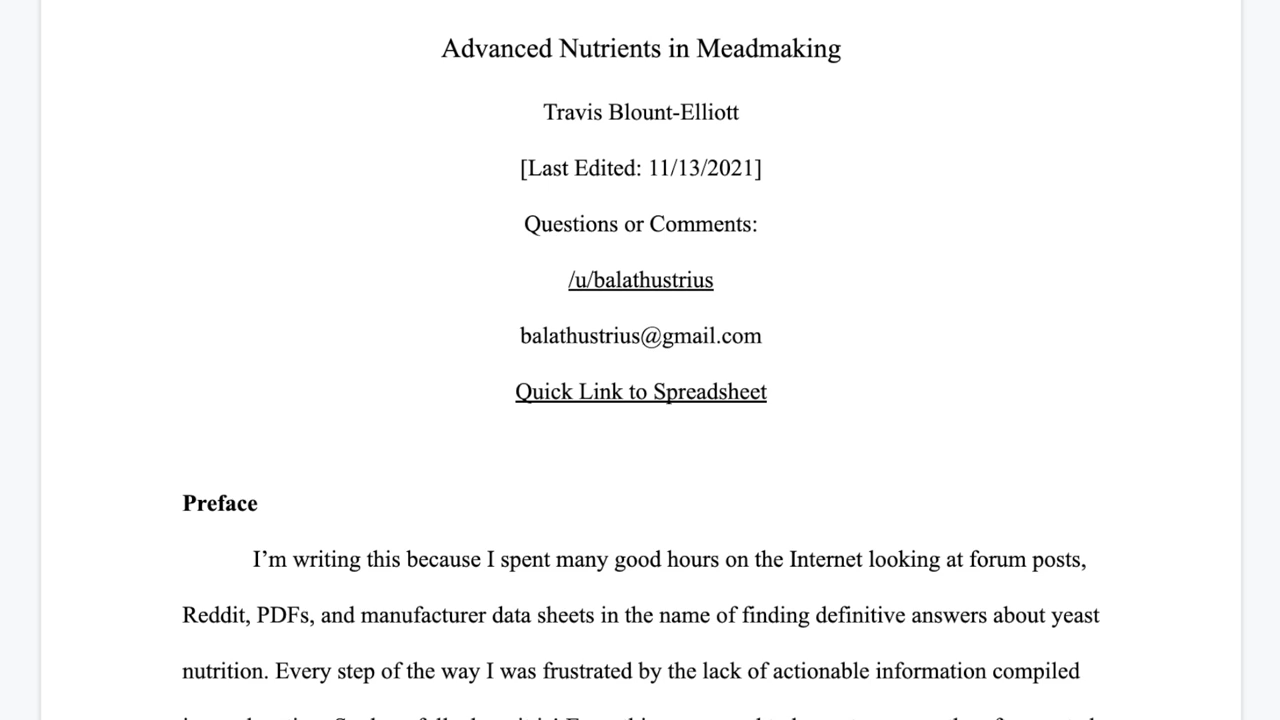 Advanced Nutrients in Meadmaking
Travis Blount-Elliott
[Last Edited: 11/13/2021]
Questions or Comments:
/u/balathustrius
balathustrius@gmail.com
Quick Link to Spreadsheet
Preface
I’m writing this because I spent many good hours on the Internet looking at forum posts,
Reddit, PDFs, and manufacturer data sheets in the name of finding definitive answers about yeast
nutrition. Every step of the way I was frustrated by the lack of actionable information compiled